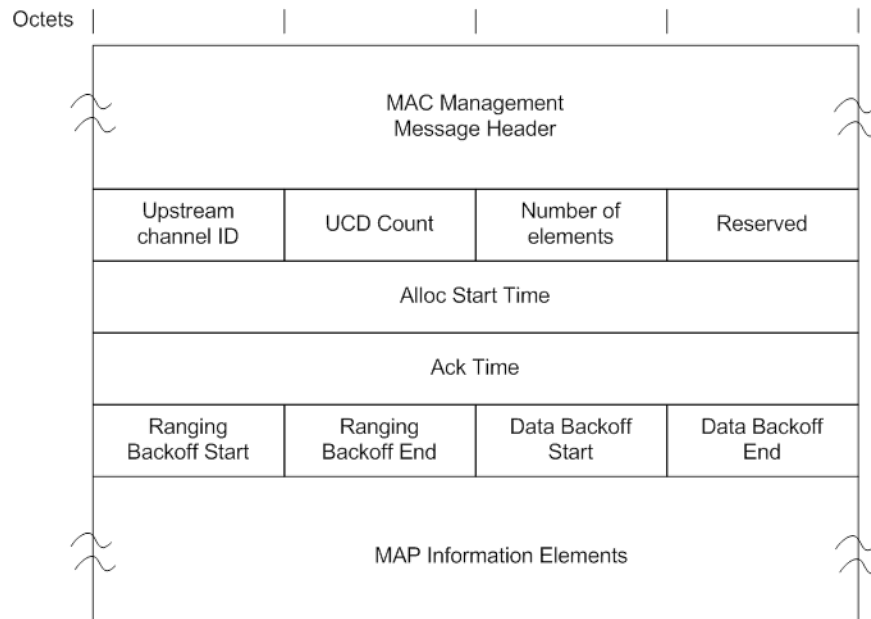 Octets
MAC Management
Message Header
Upstream
channel ID
UCD Count
Number of
elements
Reserved
Alloc Start Time
Ack Time
Ranging
Backoff Start
Ranging
Backoff End
Data Backoff
Start
Data Backoff
End
MAP Information Elements